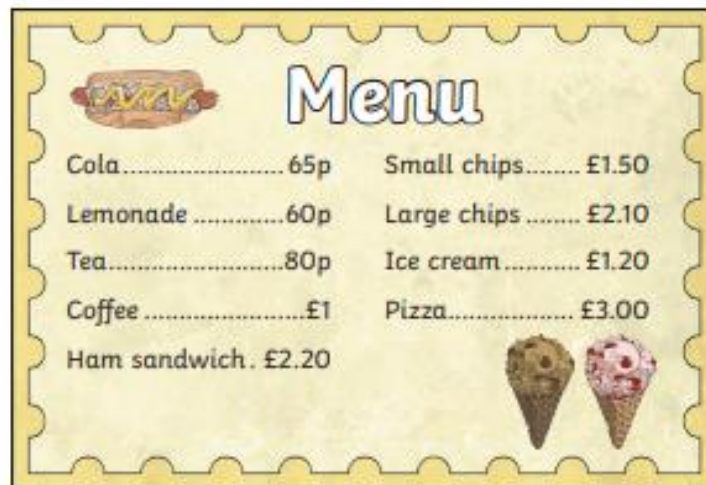 Menu
Cola....................... 65p
Lemonade .............60p
Tea.........................80p
Coffee .......................£1
Ham sandwich. £2.20
Small chips........ £1.50
Large chips ........ £2.10
Ice cream........... £1.20
Pizza.................. £3.00